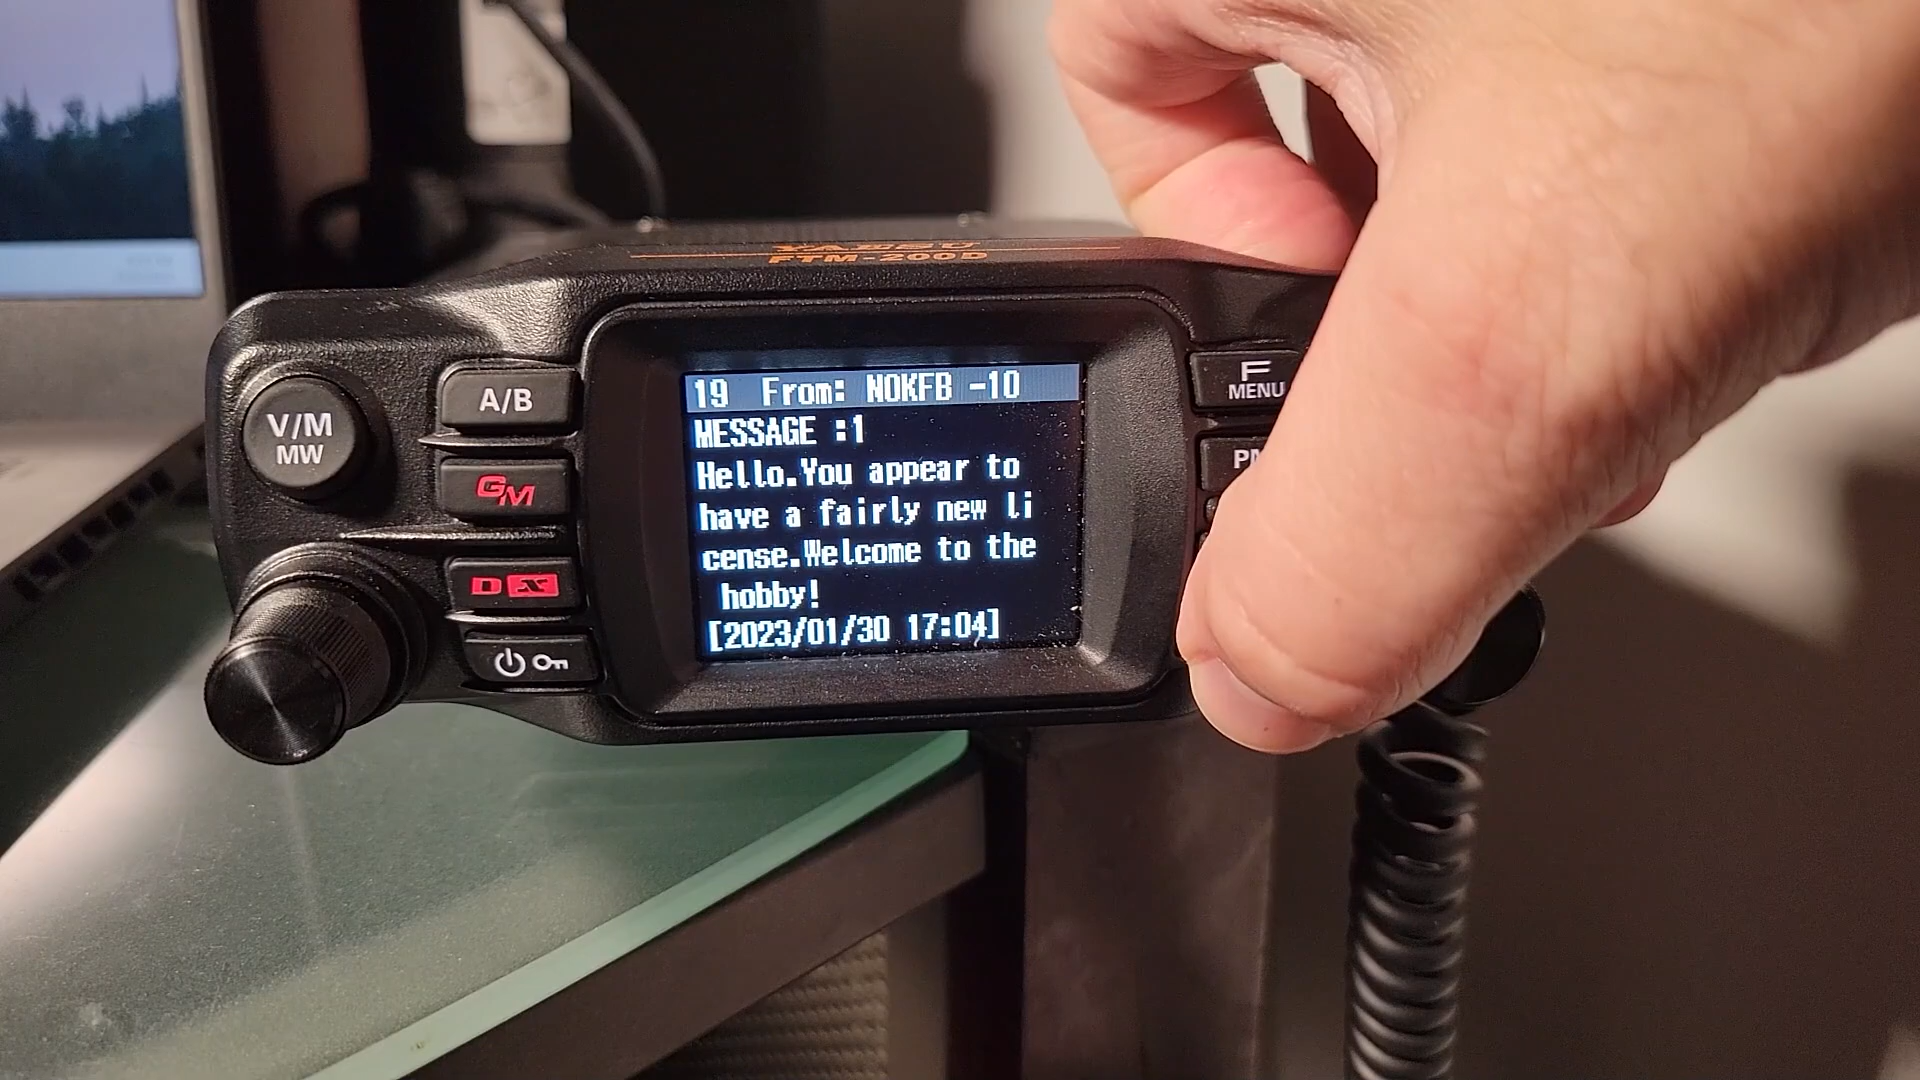 YAESU
FTM-200D
V/M
MW
A/B
GM
DX
19 From: N0KFB -10
MESSAGE :1
Hello.You appear to
have a fairly new li
cense.Welcome to the
hobby!
[2023/01/30 17:04]
F
MENU